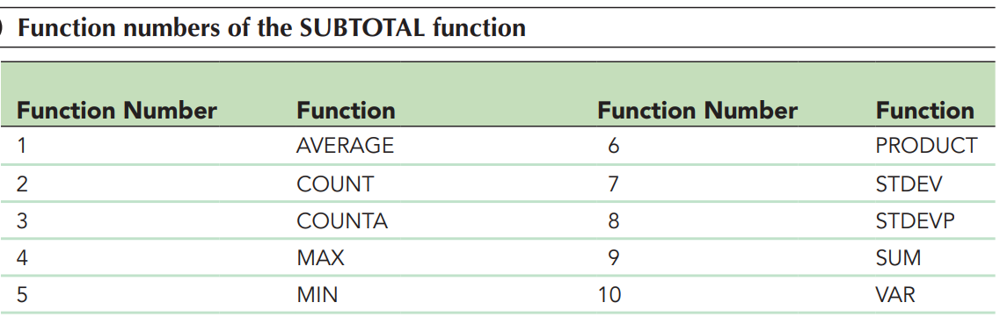 ) Function numbers of the SUBTOTAL function
Function Number Function Function Number Function
1 AVERAGE 6 PRODUCT
2 COUNT 7 STDEV
3 COUNTA 8 STDEVP
4 MAX 9 SUM
5 MIN 10 VAR